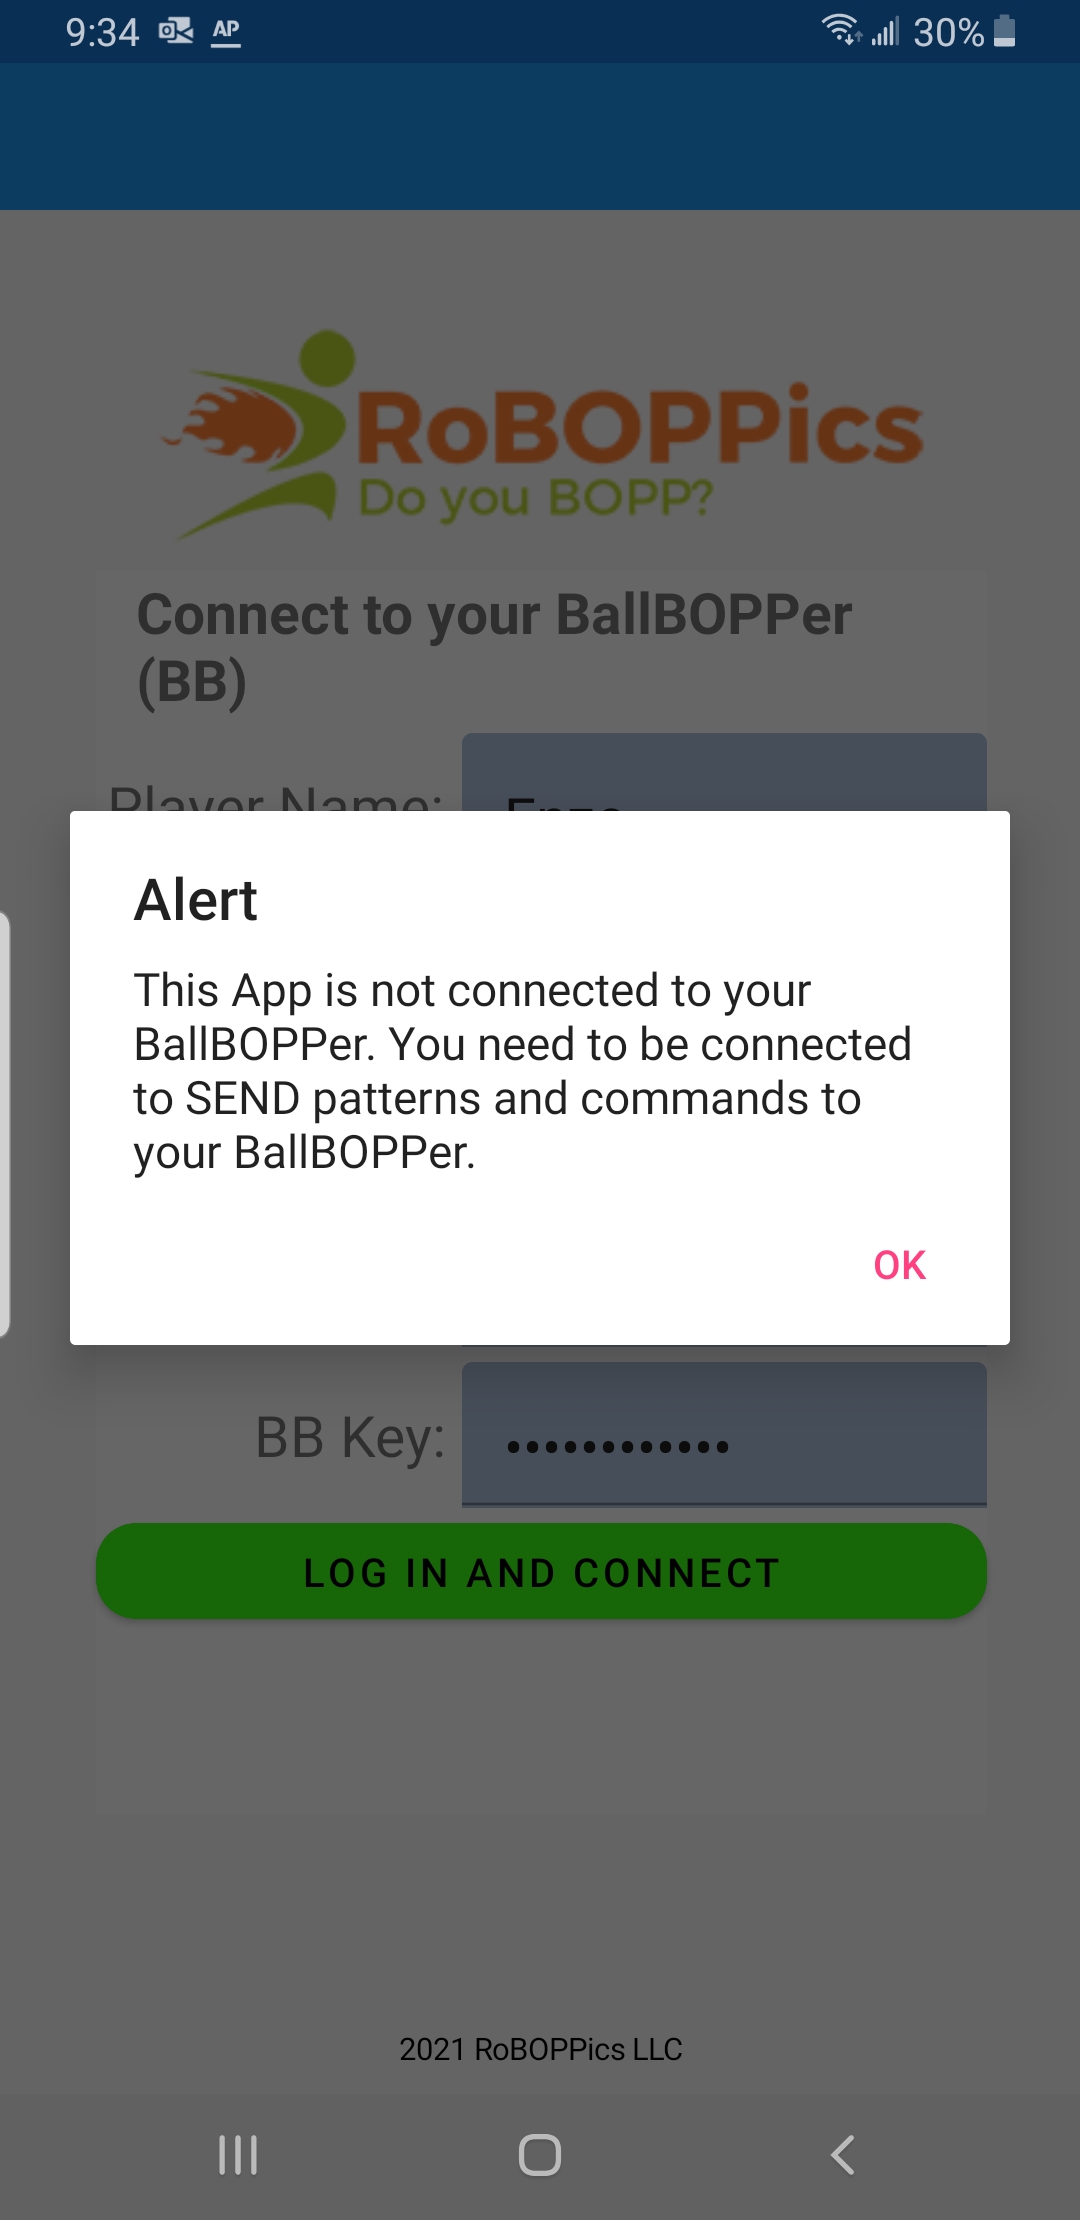 9:34 AP 30%
RoBOPPics
Do you BOPP?
Connect to your BallBOPPer
(BB)
Player Name: Enzo
Alert
This App is not connected to your
BallBOPPer. You need to be connected
to SEND patterns and commands to
your BallBOPPer.
OK
BB Key: ••••••••••••
LOG IN AND CONNECT
2021 RoBOPPics LLC